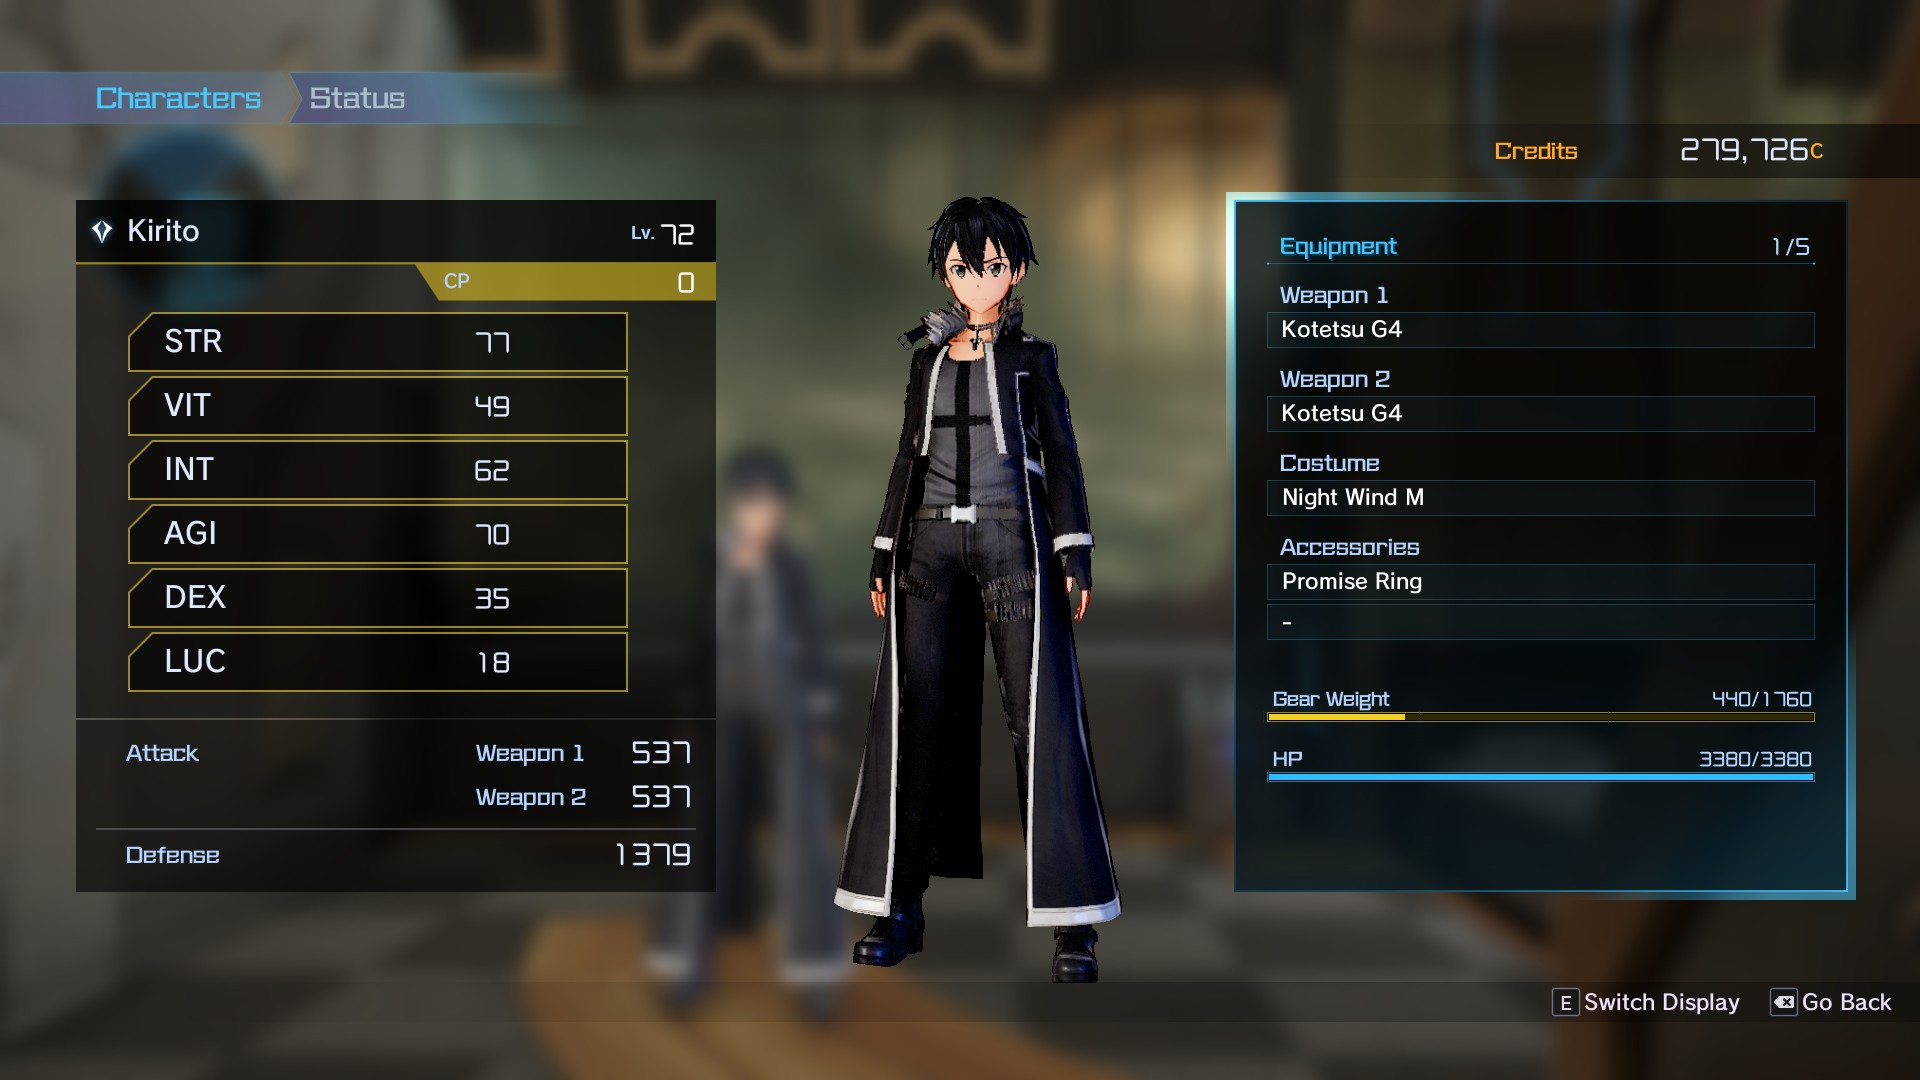 Characters
Status
Credits 279,726C
Kirito Lv. 72
CP 0
STR 77
VIT 49
INT 62
AGI 70
DEX 35
LUC 18
Attack Weapon 1 537
Weapon 2 537
Defense 1379
Equipment 1/5
Weapon 1
Kotetsu G4
Weapon 2
Kotetsu G4
Costume
Night Wind M
Accessories
Promise Ring
-
Gear Weight 440/1760
HP 3380/3380
E Switch Display Go Back